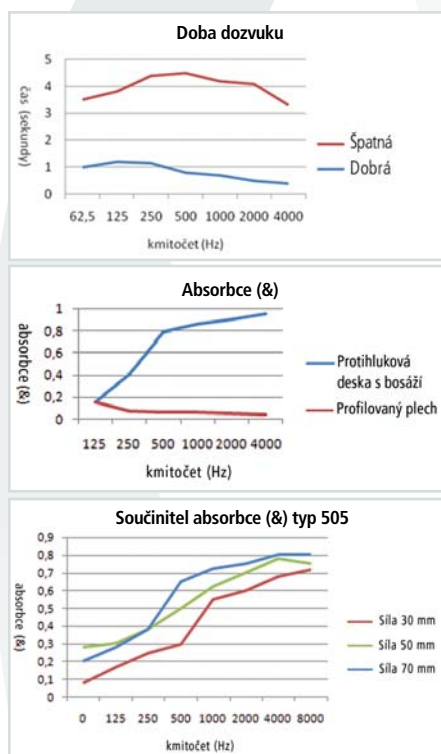 Doba dozvuku
čas (sekundy)
5
4
3
2
1
0
62,5 125 250 500 1000 2000 4000
kmitočet (Hz)
Špatná
Dobrá
Absorbce (&)
absorbce (&)
1
0,8
0,6
0,4
0,2
0
125 250 500 1000 2000 4000
kmitočet (Hz)
Protihluková
deska s bosáží
Profilovaný plech
Součinitel absorbce (&) typ 505
absorbce (&)
0,9
0,8
0,7
0,6
0,5
0,4
0,3
0,2
0,1
0
0 125 250 500 1000 2000 4000 8000
kmitočet (Hz)
Síla 30 mm
Síla 50 mm
Síla 70 mm